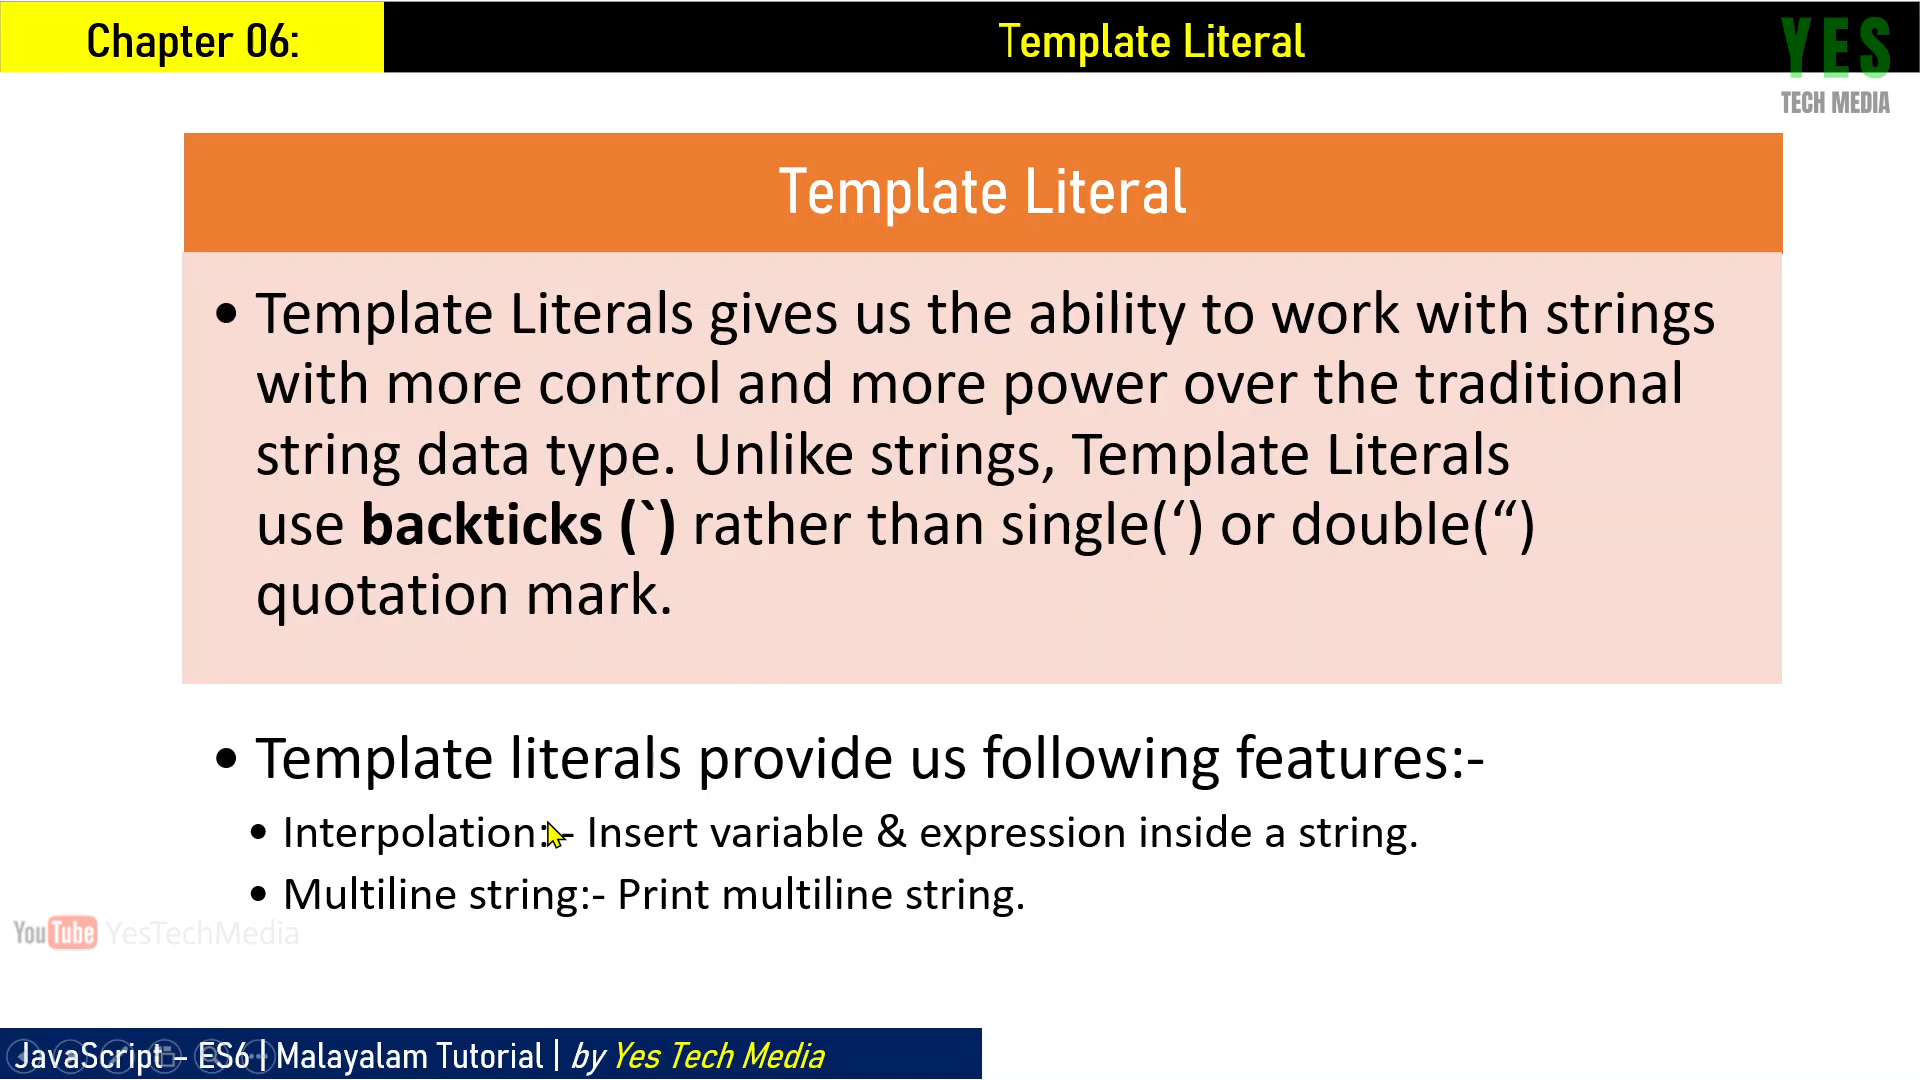 Chapter 06:
Template Literal
YES
TECH MEDIA
Template Literal
• Template Literals gives us the ability to work with strings
with more control and more power over the traditional
string data type. Unlike strings, Template Literals
use backticks (`) rather than single(‘) or double(“)
quotation mark.
• Template literals provide us following features:-
• Interpolation:- Insert variable & expression inside a string.
• Multiline string:- Print multiline string.
YouTube YesTechMedia
JavaScript – ES6 | Malayalam Tutorial | by Yes Tech Media